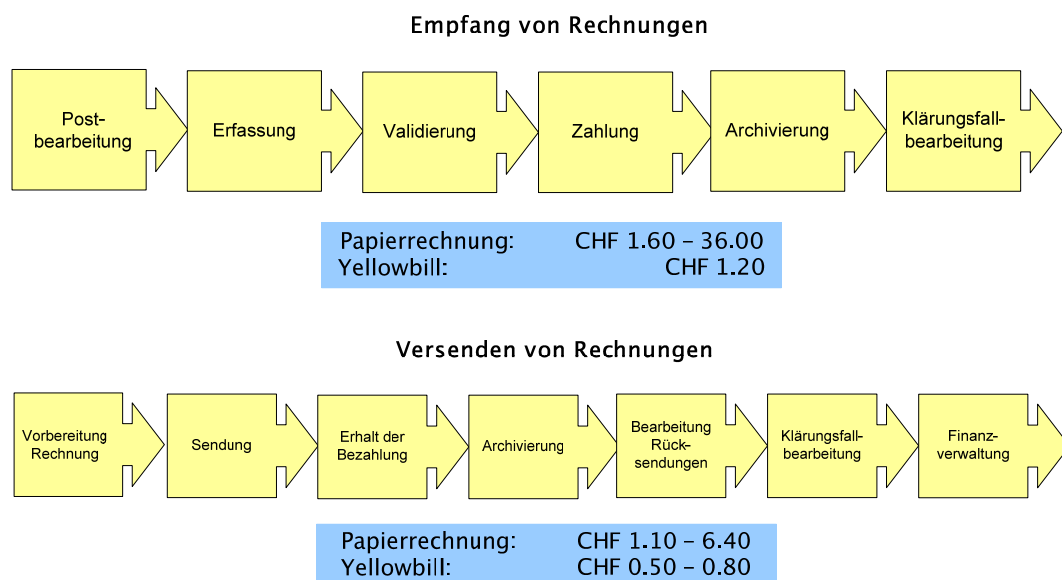 Empfang von Rechnungen
Post-
bearbeitung
Erfassung
Validierung
Zahlung
Archivierung
Klärungsfall-
bearbeitung
Papierrechnung: CHF 1.60 – 36.00
Yellowbill: CHF 1.20
Versenden von Rechnungen
Vorbereitung
Rechnung
Sendung
Erhalt der
Bezahlung
Archivierung
Bearbeitung
Rück-
sendungen
Klärungsfall-
bearbeitung
Finanz-
verwaltung
Papierrechnung: CHF 1.10 – 6.40
Yellowbill: CHF 0.50 – 0.80